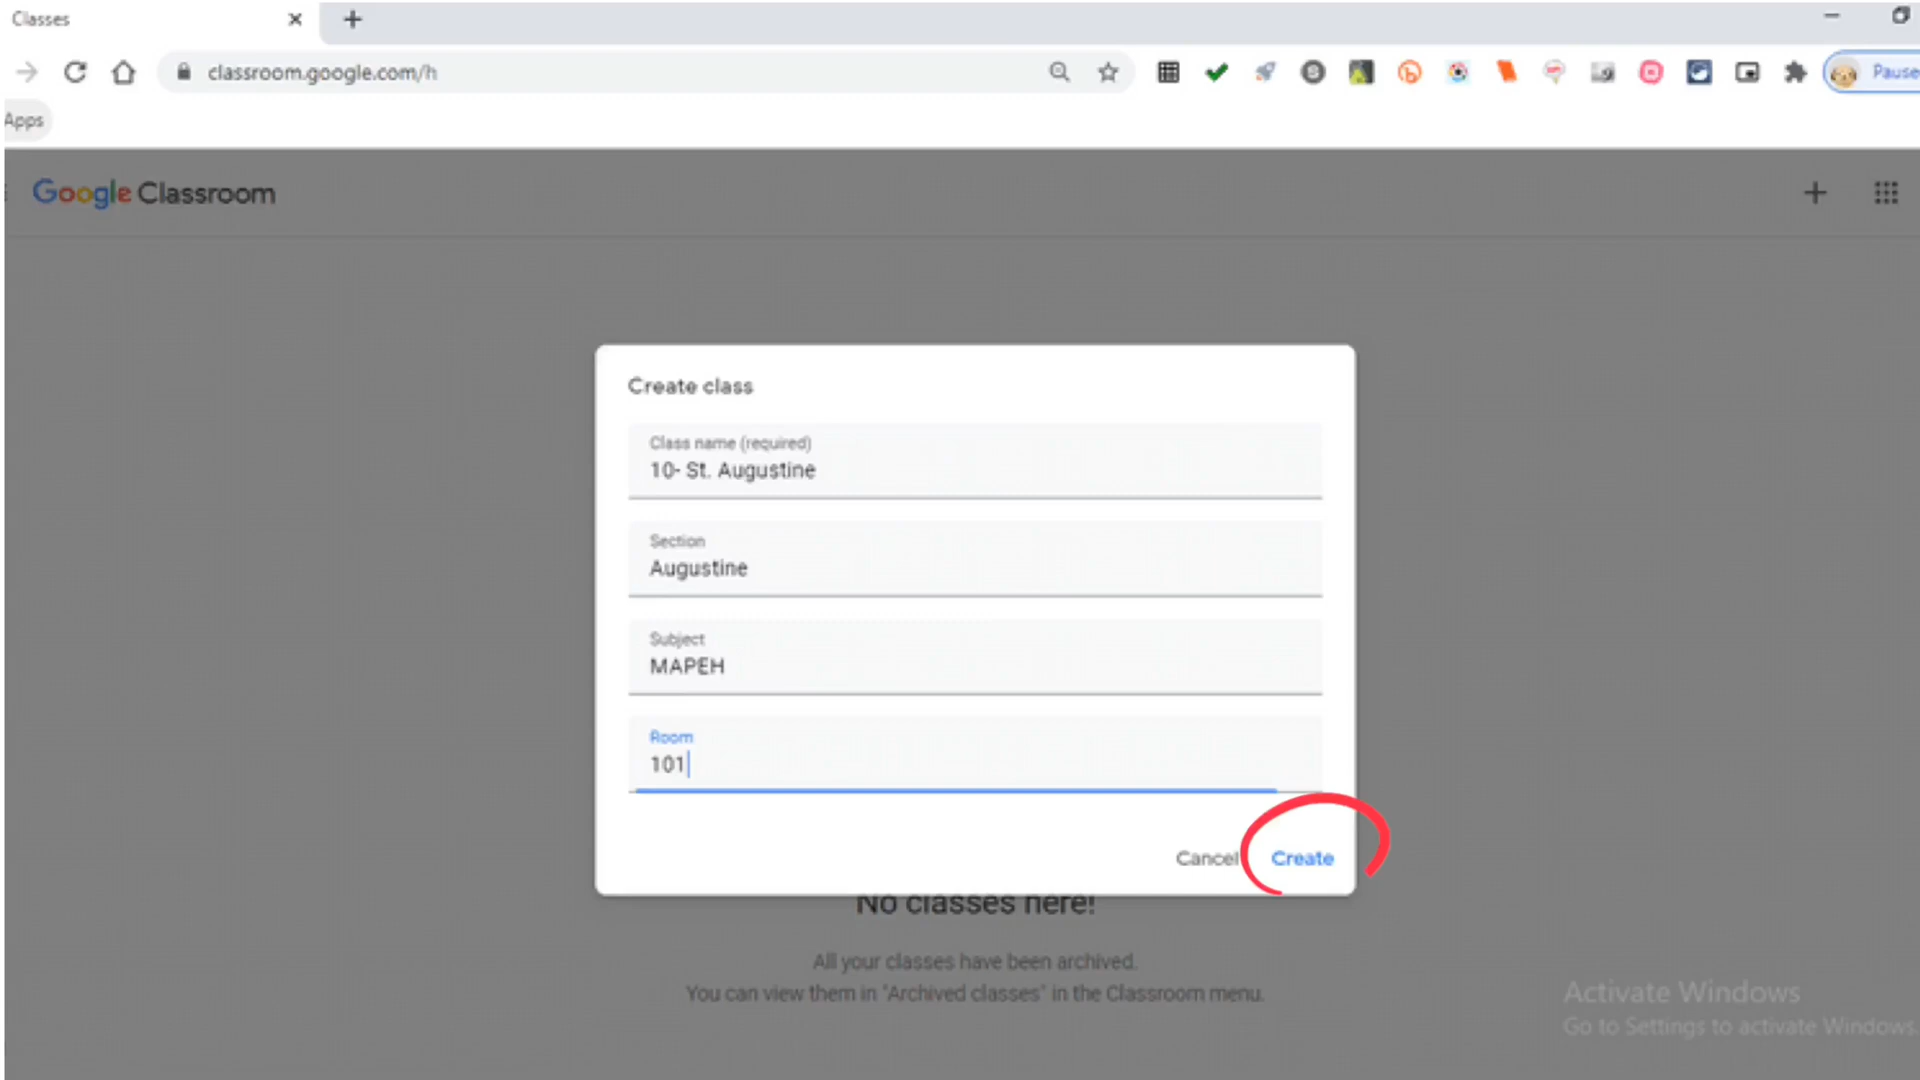 Classes
classroom.google.com/h
Paused
Apps
Google Classroom
Create class
Class name (required)
10- St. Augustine
Section
Augustine
Subject
MAPEH
Room
101
Cancel
Create
No classes here!
All your classes have been archived.
You can view them in "Archived classes" in the Classroom menu.
Activate Windows
Go to Settings to activate Windows.